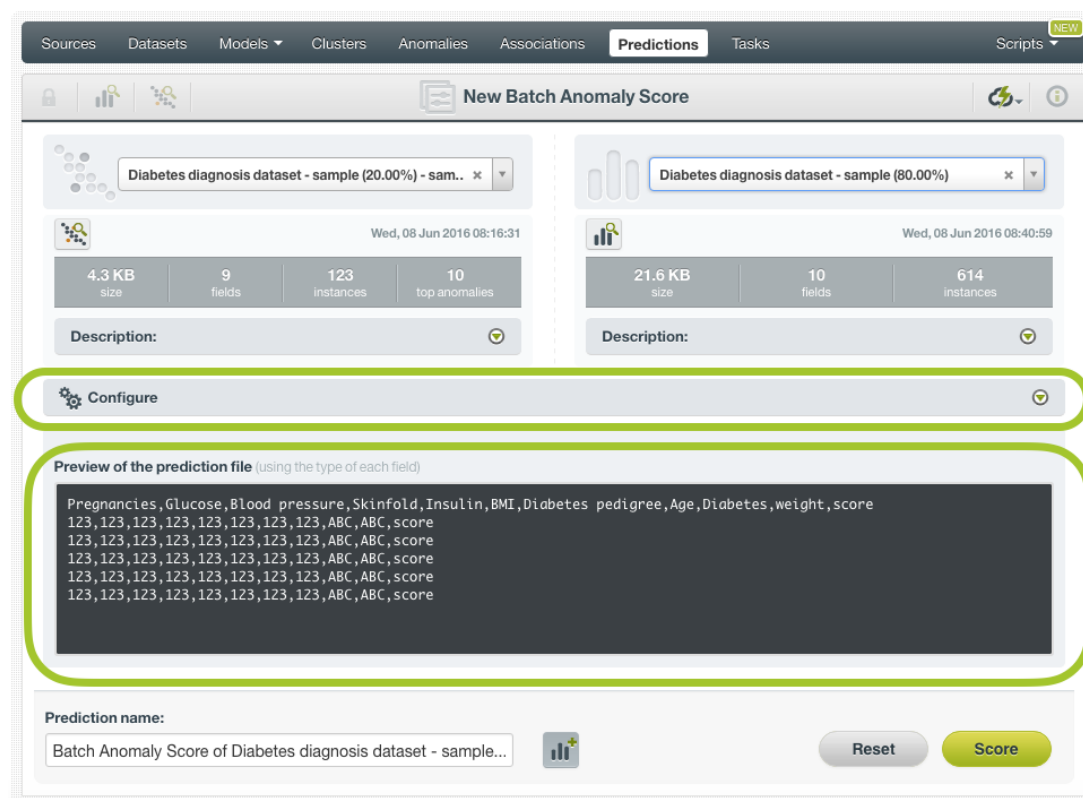 NEW
Sources Datasets Models Clusters Anomalies Associations Predictions Tasks Scripts
New Batch Anomaly Score
Diabetes diagnosis dataset - sample (20.00%) - sam..
Diabetes diagnosis dataset - sample (80.00%)
Wed, 08 Jun 2016 08:16:31
Wed, 08 Jun 2016 08:40:59
4.3 KB 9 123 10
size fields instances top anomalies
21.6 KB 10 614
size fields instances
Description:
Description:
Configure
Preview of the prediction file (using the type of each field)
Pregnancies,Glucose,Blood pressure,Skinfold,Insulin,BMI,Diabetes pedigree,Age,Diabetes,weight,score
123,123,123,123,123,123,123,123,ABC,ABC,score
123,123,123,123,123,123,123,123,ABC,ABC,score
123,123,123,123,123,123,123,123,ABC,ABC,score
123,123,123,123,123,123,123,123,ABC,ABC,score
123,123,123,123,123,123,123,123,ABC,ABC,score
Prediction name:
Batch Anomaly Score of Diabetes diagnosis dataset - sample...
Reset
Score